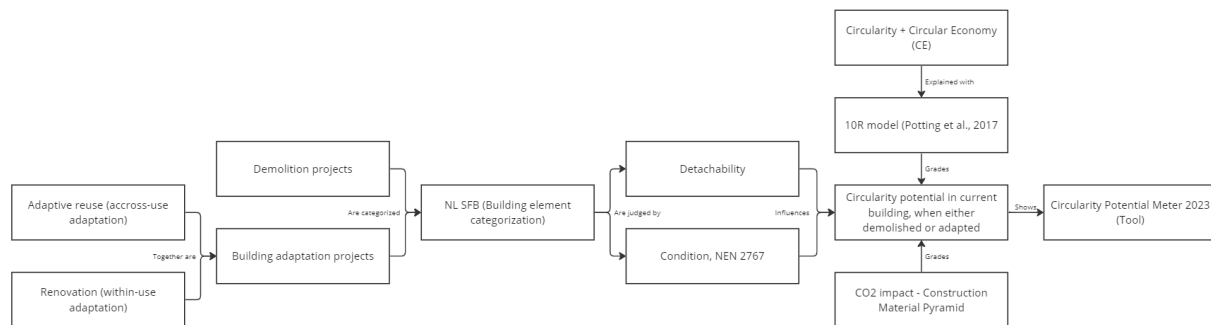 Circularity + Circular Economy
(CE)
Explained with
10R model (Potting et al., 2017
Grades
Demolition projects
Detachability
Adaptive reuse (accross-use
adaptation)
Are categorized
NL SFB (Building element
categorization)
Are judged by
Influences
Circularity potential in current
building, when either
demolished or adapted
Shows
Circularity Potential Meter 2023
(Tool)
Together are
Building adaptation projects
Condition, NEN 2767
Grades
Renovation (within-use
adaptation)
CO2 impact - Construction
Material Pyramid